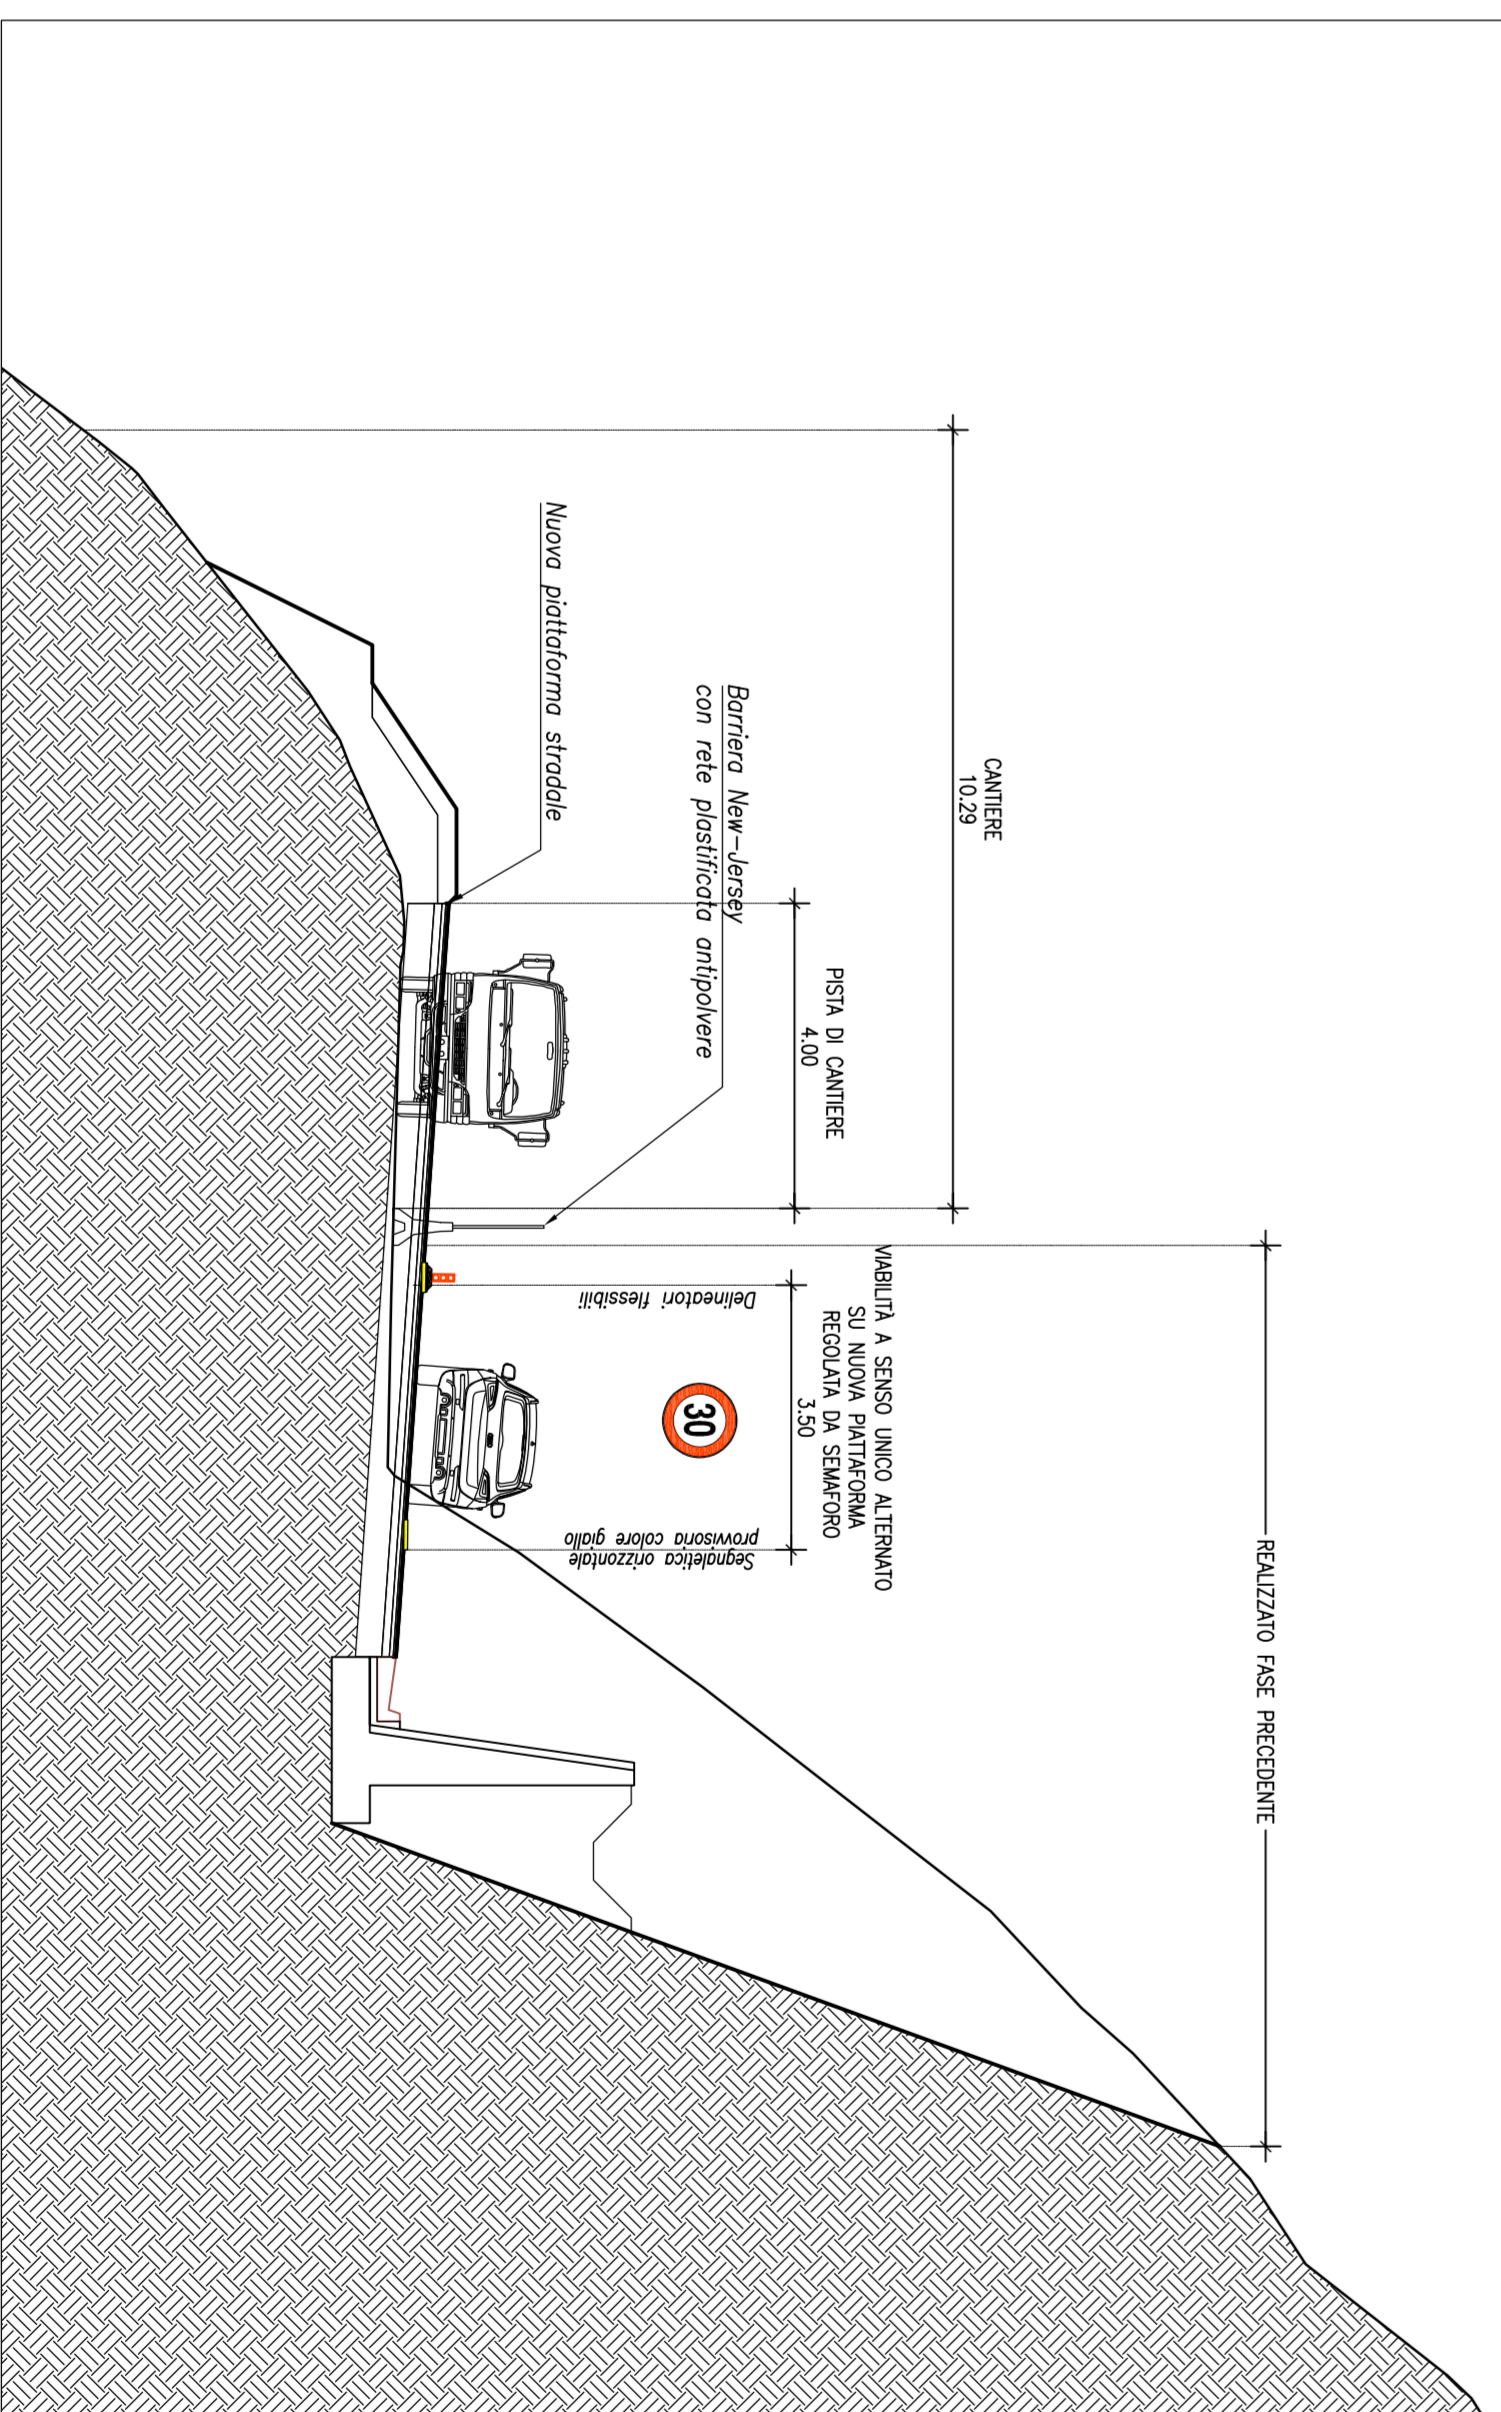 REALIZZATO FASE PRECEDENTE
CANTIERE
10.29
VIABILITÀ A SENSO UNICO ALTERNATO
SU NUOVA PIATTAFORMA
REGOLATA DA SEMAFORO
3.50
PISTA DI CANTIERE
4.00
Barriera New-Jersey
con rete plastificata antipolvere
Delineatori flessibili
Segnaletica orizzontale
provvisoria colore giallo
30
Nuova piattaforma stradale